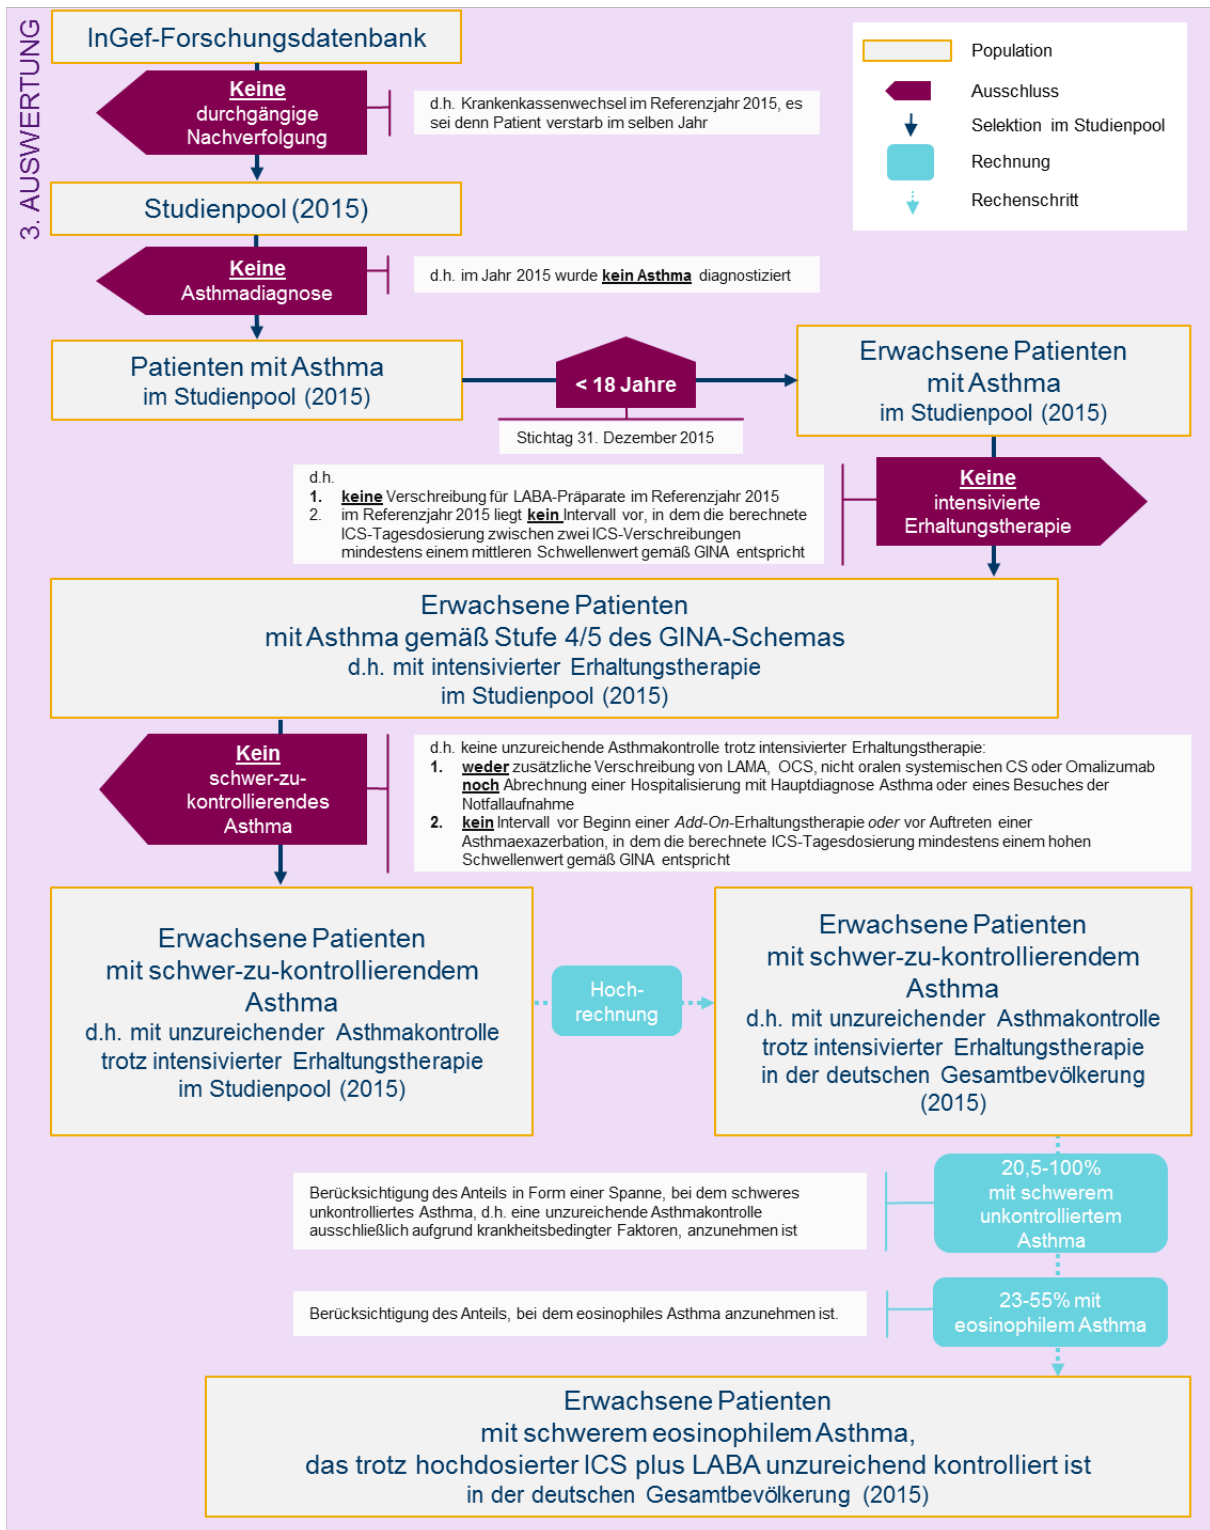 3. AUSWERTUNG
InGef-Forschungsdatenbank
Keine
durchgängige
Nachverfolgung
d.h. Krankenkassenwechsel im Referenzjahr 2015, es
sei denn Patient verstarb im selben Jahr
Population
Ausschluss
Selektion im Studienpool
Rechnung
Rechenschritt
Studienpool (2015)
Keine
Asthmadiagnose
d.h. im Jahr 2015 wurde kein Asthma diagnostiziert
Patienten mit Asthma
im Studienpool (2015)
< 18 Jahre
Stichtag 31. Dezember 2015
Erwachsene Patienten
mit Asthma
im Studienpool (2015)
d.h.
1. keine Verschreibung für LABA-Präparate im Referenzjahr 2015
2. im Referenzjahr 2015 liegt kein Intervall vor, in dem die berechnete
ICS-Tagesdosierung zwischen zwei ICS-Verschreibungen
mindestens einem mittleren Schwellenwert gemäß GINA entspricht
Keine
intensivierte
Erhaltungstherapie
Erwachsene Patienten
mit Asthma gemäß Stufe 4/5 des GINA-Schemas
d.h. mit intensivierter Erhaltungstherapie
im Studienpool (2015)
Kein
schwer-zu-
kontrollierendes
Asthma
d.h. keine unzureichende Asthmakontrolle trotz intensivierter Erhaltungstherapie:
1. weder zusätzliche Verschreibung von LAMA, OCS, nicht oralen systemischen CS oder Omalizumab
noch Abrechnung einer Hospitalisierung mit Hauptdiagnose Asthma oder eines Besuches der
Notfallaufnahme
2. kein Intervall vor Beginn einer Add-On-Erhaltungstherapie oder vor Auftreten einer
Asthmaexazerbation, in dem die berechnete ICS-Tagesdosierung mindestens einem hohen
Schwellenwert gemäß GINA entspricht
Erwachsene Patienten
mit schwer-zu-kontrollierendem
Asthma
d.h. mit unzureichender Asthmakontrolle
trotz intensivierter Erhaltungstherapie
im Studienpool (2015)
Hoch-
rechnung
Erwachsene Patienten
mit schwer-zu-kontrollierendem
Asthma
d.h. mit unzureichender Asthmakontrolle
trotz intensivierter Erhaltungstherapie
in der deutschen Gesamtbevölkerung
(2015)
Berücksichtigung des Anteils in Form einer Spanne, bei dem schweres
unkontrolliertes Asthma, d.h. eine unzureichende Asthmakontrolle
ausschließlich aufgrund krankheitsbedingter Faktoren, anzunehmen ist
20,5-100%
mit schwerem
unkontrolliertem
Asthma
Berücksichtigung des Anteils, bei dem eosinophiles Asthma anzunehmen ist.
23-55% mit
eosinophilem Asthma
Erwachsene Patienten
mit schwerem eosinophilem Asthma,
das trotz hochdosierter ICS plus LABA unzureichend kontrolliert ist
in der deutschen Gesamtbevölkerung (2015)